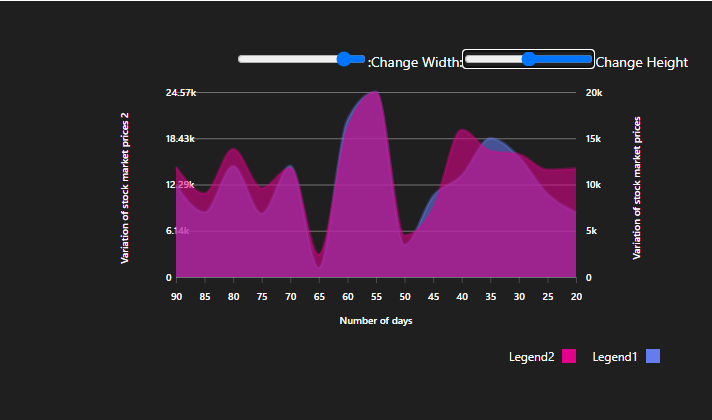 :Change Width: Change Height
Variation of stock market prices 2
24.57k
18.43k
12.29k
6.14k
0
20k
15k
10k
5k
0
Variation of stock market prices
90 85 80 75 70 65 60 55 50 45 40 35 30 25 20
Number of days
Legend2 Legend1